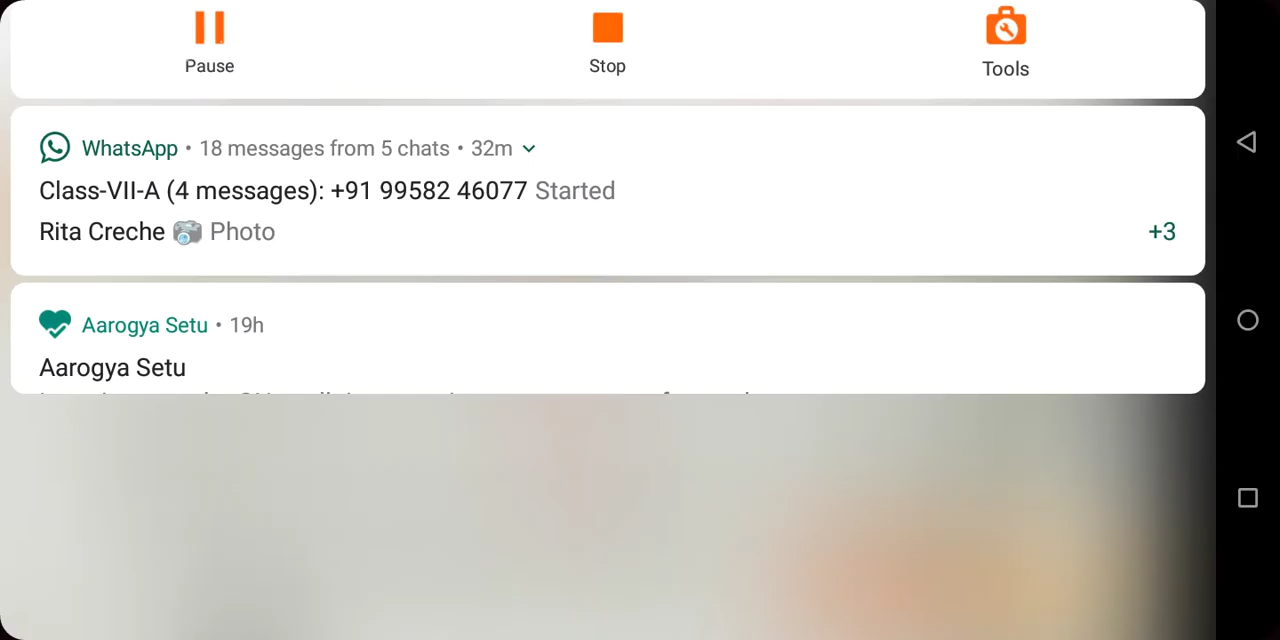 Pause Stop Tools
WhatsApp • 18 messages from 5 chats • 32m
Class-VII-A (4 messages): +91 99582 46077 Started
Rita Creche 📷 Photo +3
Aarogya Setu • 19h
Aarogya Setu